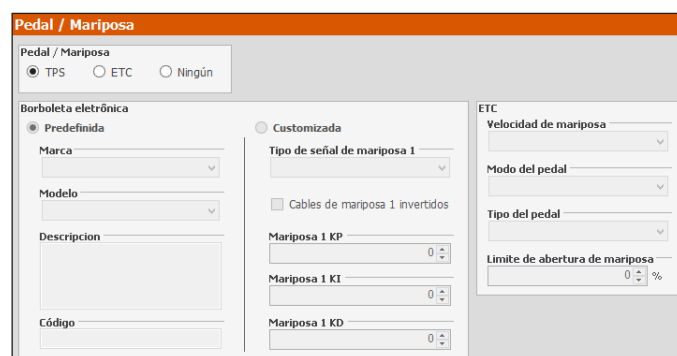 Pedal / Mariposa
Pedal / Mariposa
TPS ETC Ningún
Borboleta eletrônica
Predefinida
Marca
Modelo
Descripcion
Código
Customizada
Tipo de señal de mariposa 1
Cables de mariposa 1 invertidos
Mariposa 1 KP
0
Mariposa 1 KI
0
Mariposa 1 KD
0
ETC
Velocidad de mariposa
Modo del pedal
Tipo del pedal
Limite de abertura de mariposa
0 %